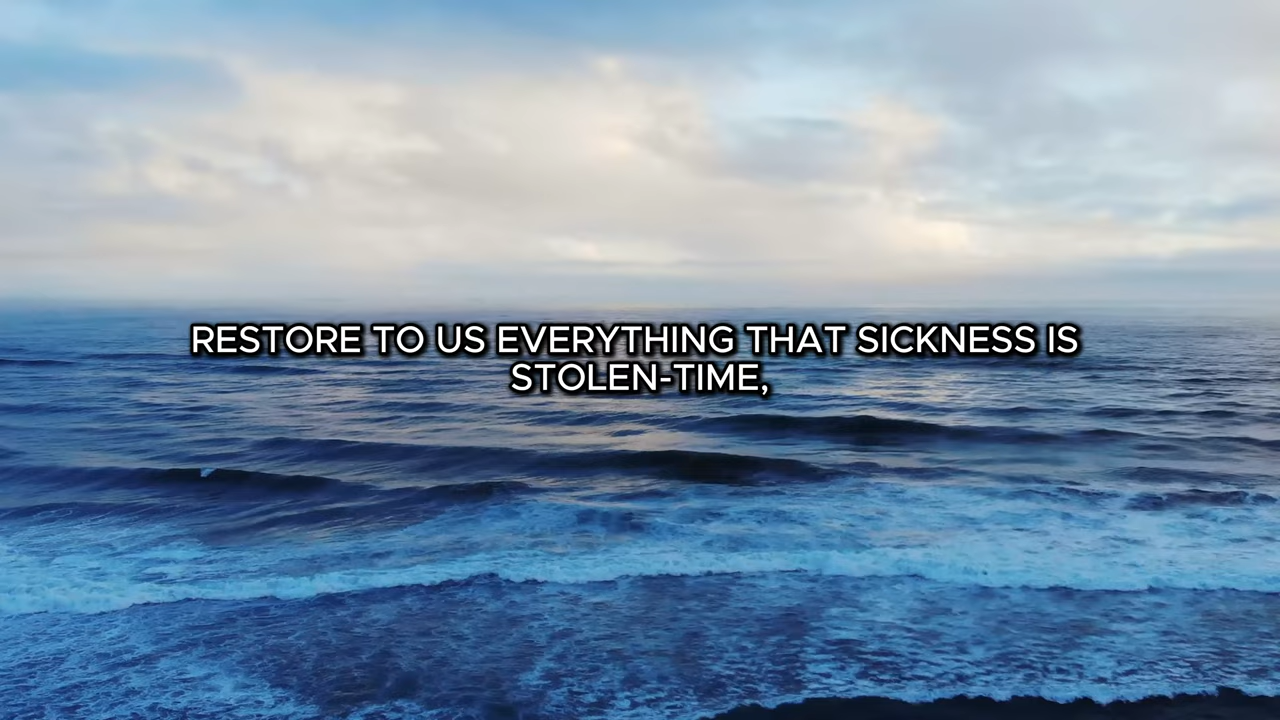 RESTORE TO US EVERYTHING THAT SICKNESS IS
STOLEN-TIME,